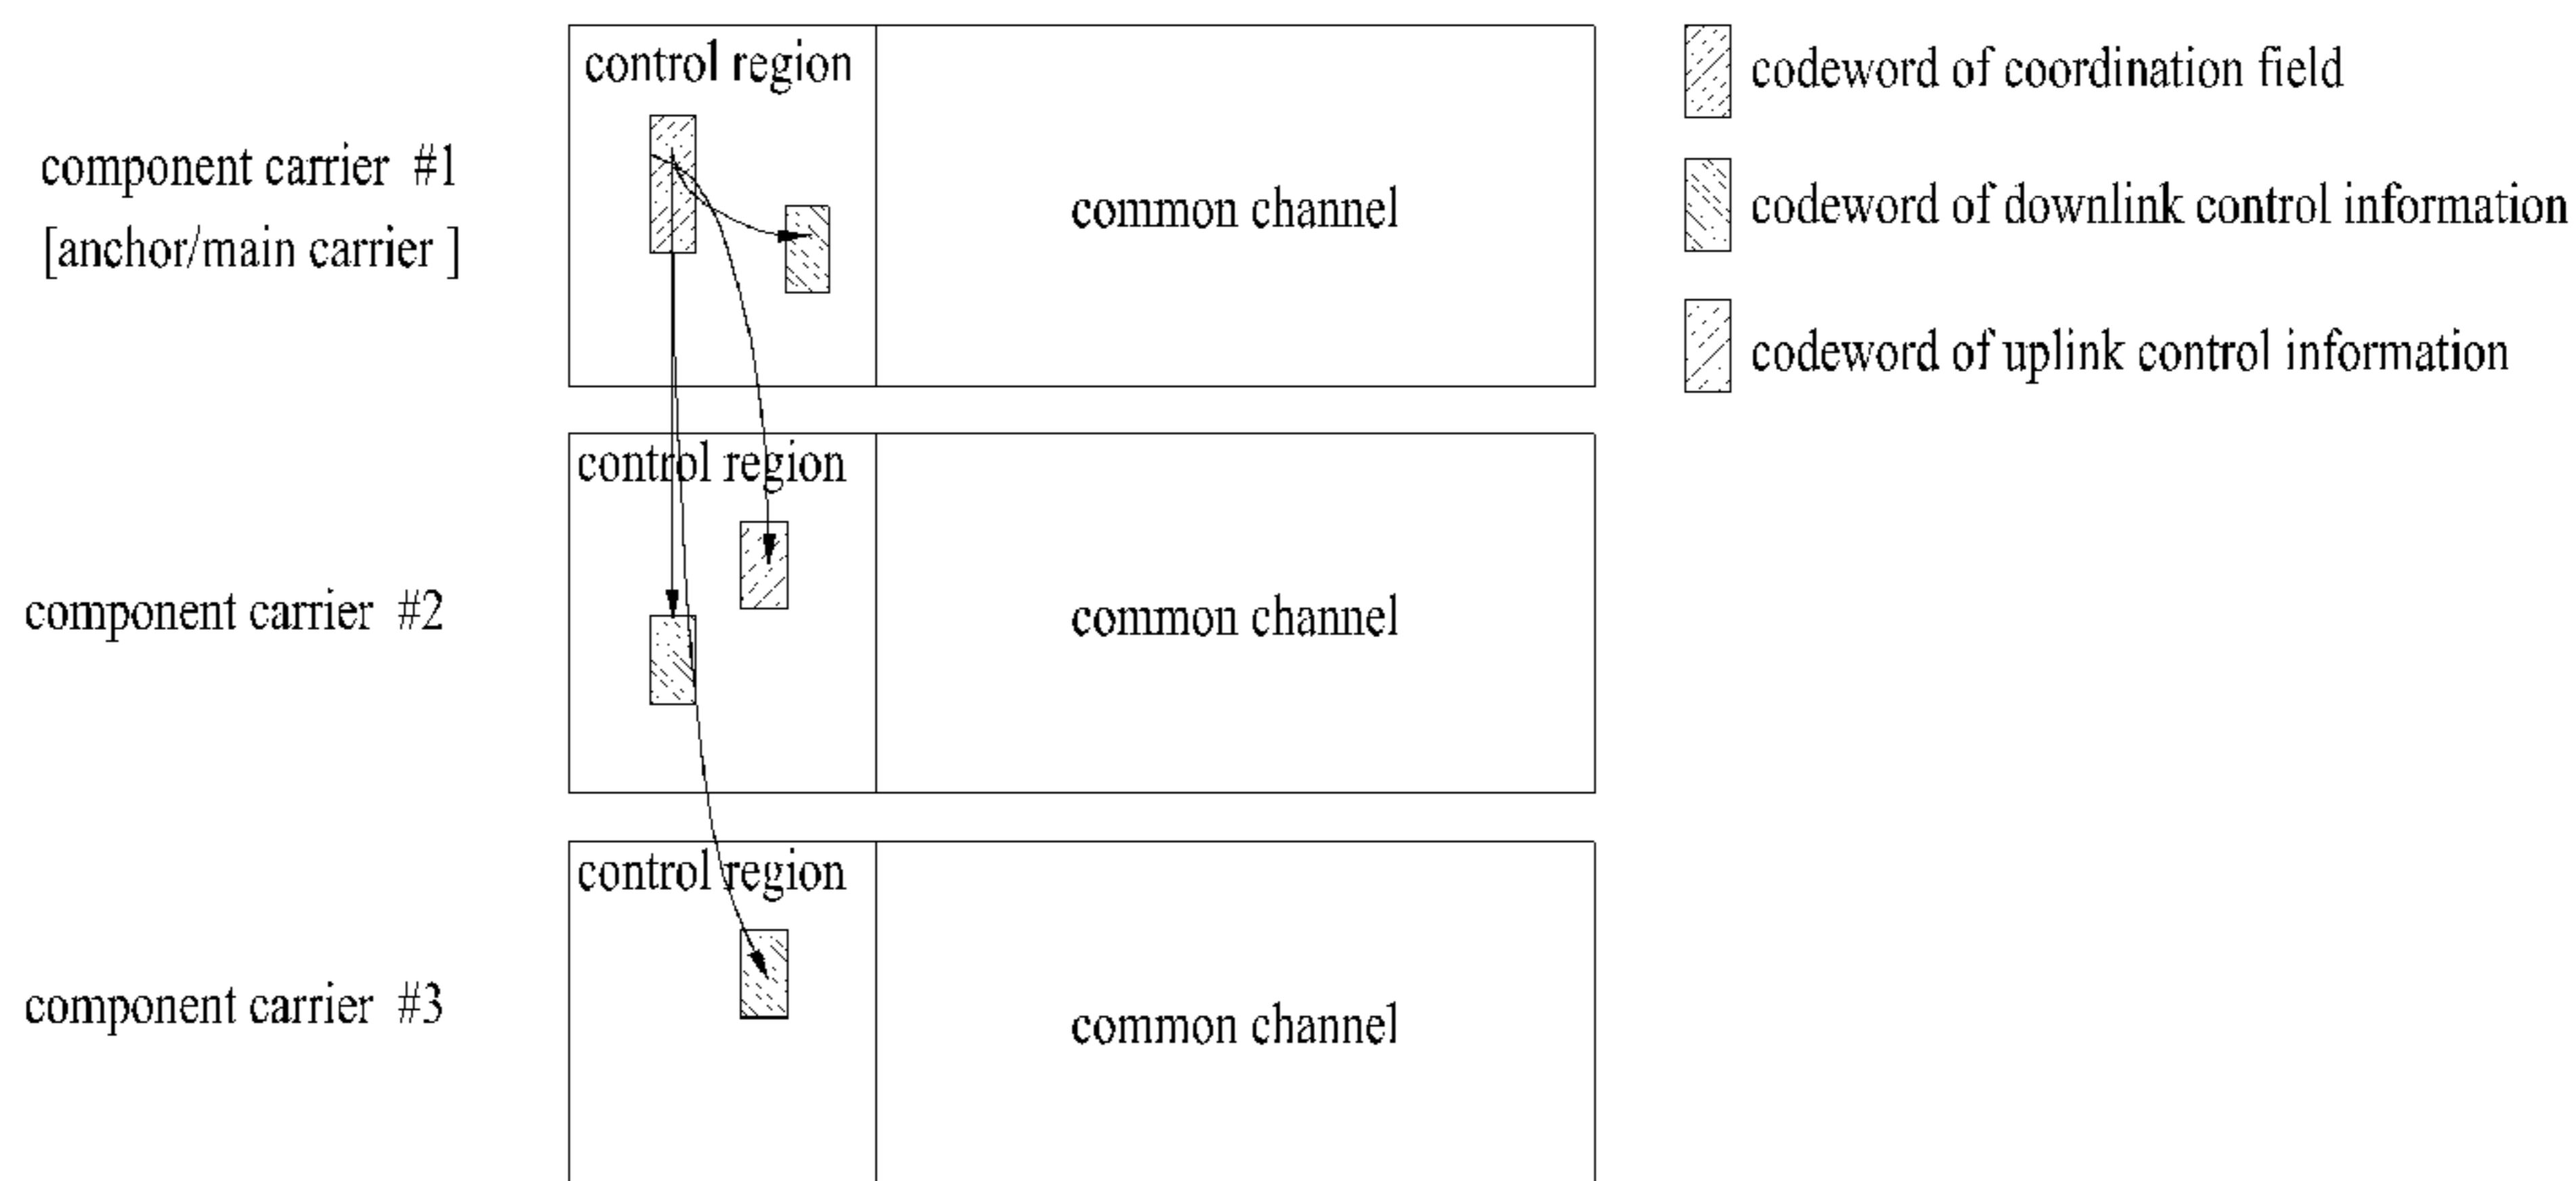 control region
component carrier #1
[anchor/main carrier ]
common channel
codeword of coordination field
codeword of downlink control information
codeword of uplink control information
control region
component carrier #2
common channel
control region
component carrier #3
common channel